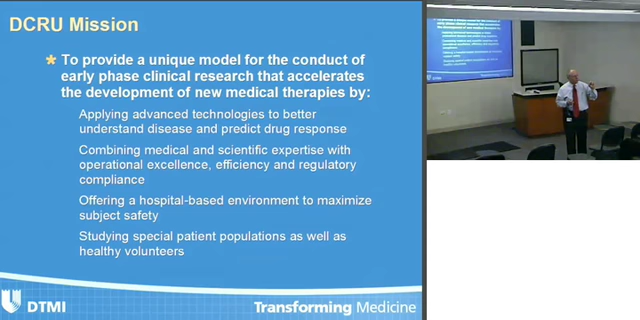 DCRU Mission
To provide a unique model for the conduct of
early phase clinical research that accelerates
the development of new medical therapies by:
Applying advanced technologies to better
understand disease and predict drug response
Combining medical and scientific expertise with
operational excellence, efficiency and regulatory
compliance
Offering a hospital-based environment to maximize
subject safety
Studying special patient populations as well as
healthy volunteers
DTMI
Transforming Medicine